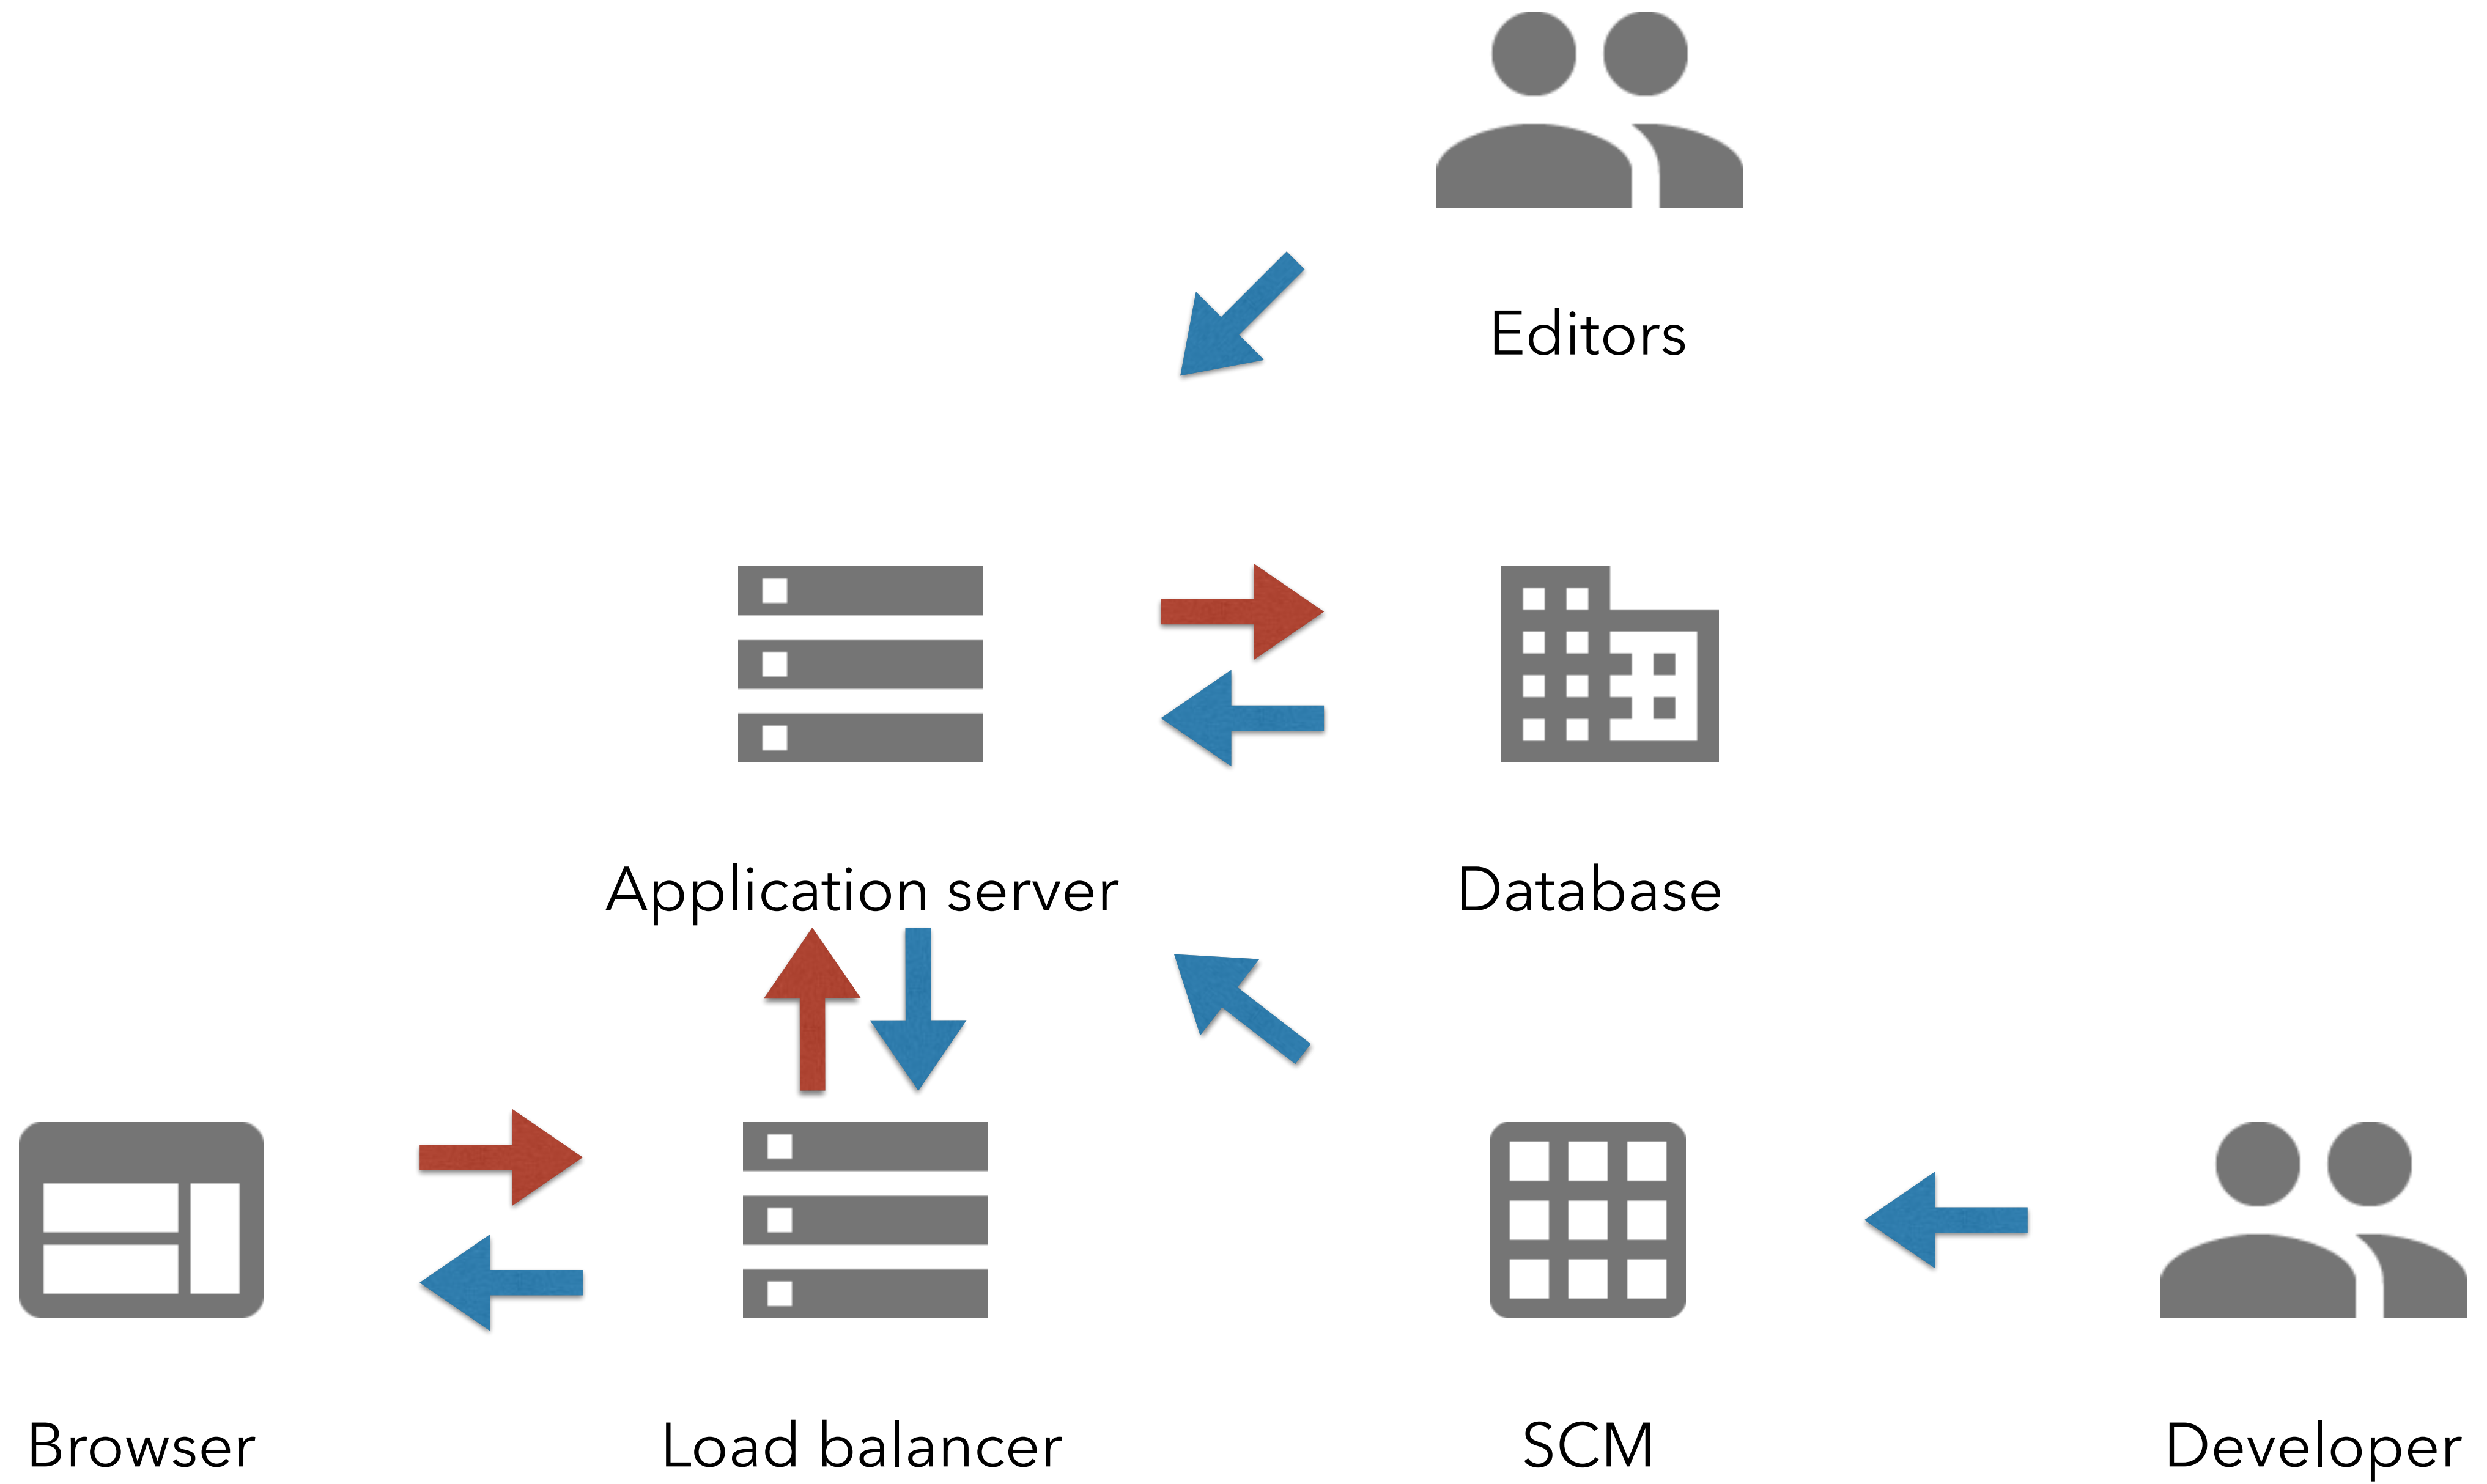 Editors
Application server
Database
Browser
Load balancer
SCM
Developer